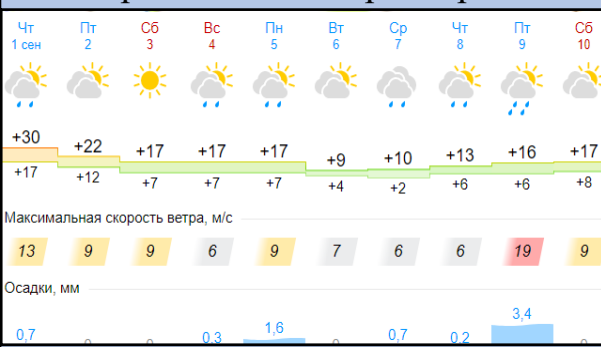 Чт Пт Сб Вс Пн Вт Ср Чт Пт Сб
1 сен 2 3 4 5 6 7 8 9 10
+30 +22 +17 +17 +17 +9 +10 +13 +16 +17
+17 +12 +7 +7 +7 +4 +2 +6 +6 +8
Максимальная скорость ветра, м/с
13 9 9 6 9 7 6 6 19 9
Осадки, мм
0,7 0,3 1,6 0,7 0,2 3,4